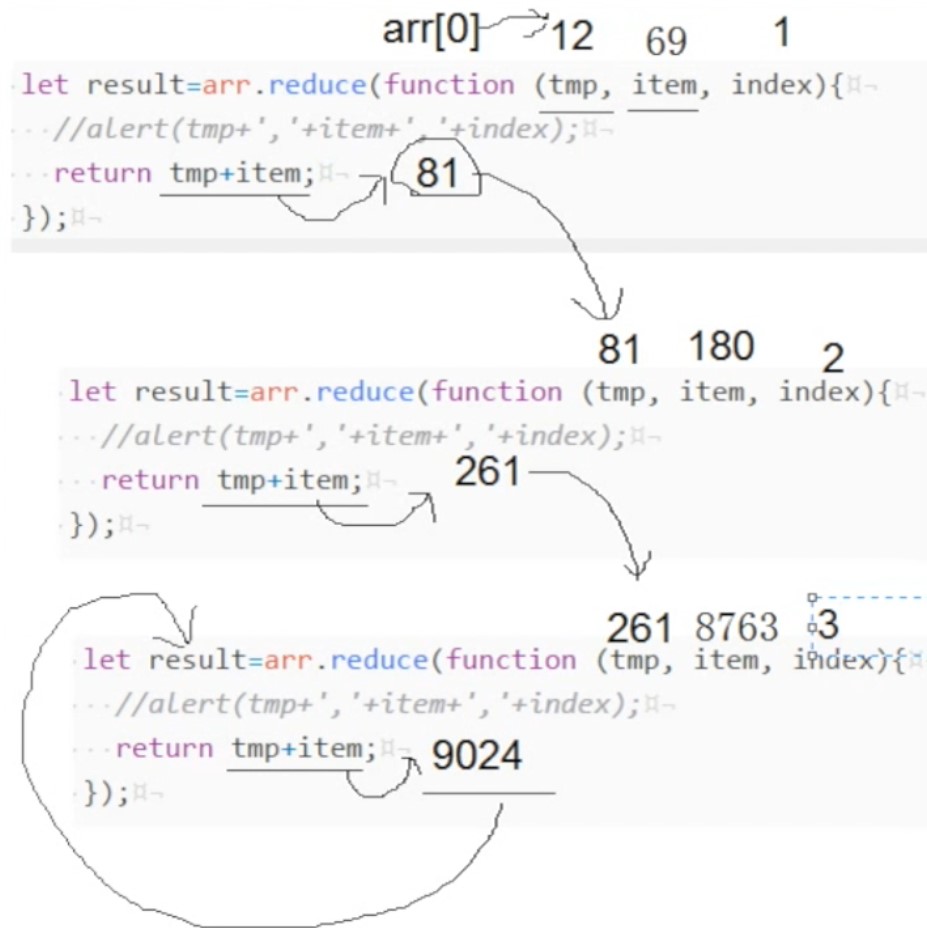 arr[0] 12 69 1
let result=arr.reduce(function (tmp, item, index){
//alert(tmp+','+item+','+index);
return tmp+item; 81
});
81 180 2
let result=arr.reduce(function (tmp, item, index){
//alert(tmp+','+item+','+index);
return tmp+item; 261
});
261 8763 3
let result=arr.reduce(function (tmp, item, index){
//alert(tmp+','+item+','+index);
return tmp+item; 9024
});